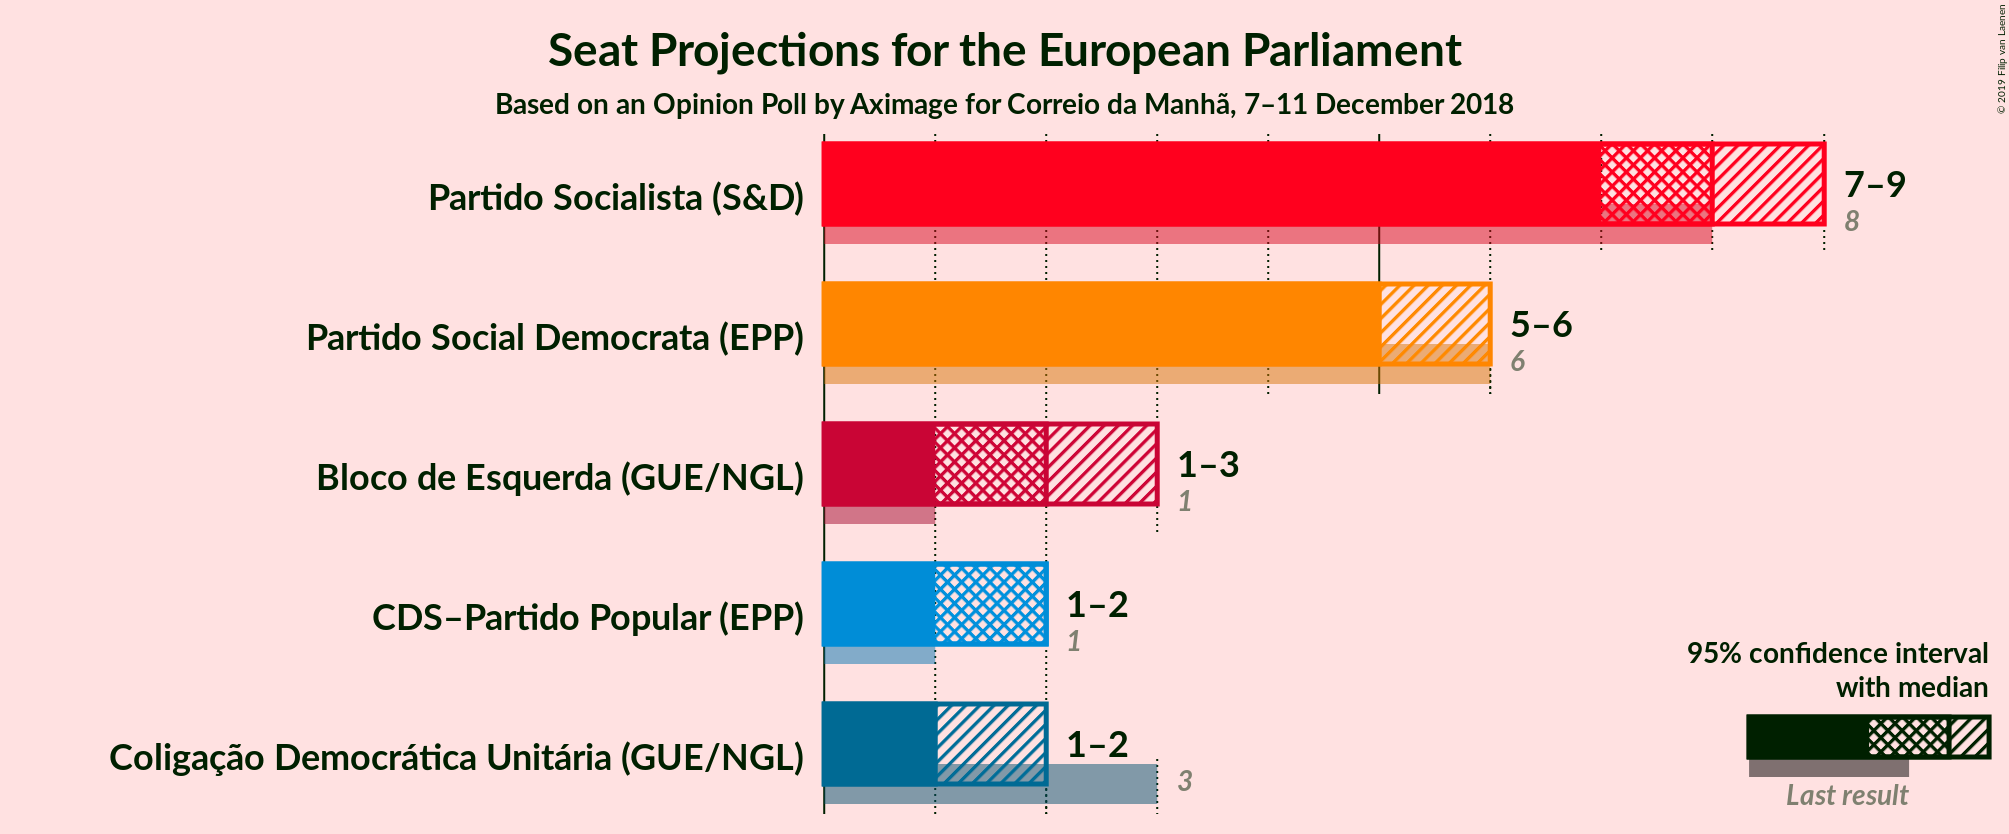 Seat Projections for the European Parliament
Based on an Opinion Poll by Aximage for Correio da Manhã, 7–11 December 2018
© 2019 Filip van Laenen
Partido Socialista (S&D)
7–9
8
Partido Social Democrata (EPP)
5–6
6
Bloco de Esquerda (GUE/NGL)
1–3
1
CDS–Partido Popular (EPP)
1–2
1
Coligação Democrática Unitária (GUE/NGL)
1–2
3
95% confidence interval
with median
Last result